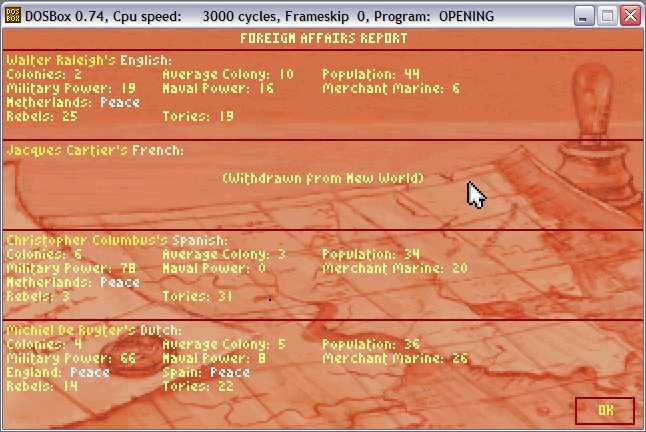 DOS BOX DOSBox 0.74, Cpu speed: 3000 cycles, Frameskip 0, Program: OPENING
FOREIGN AFFAIRS REPORT
Walter Raleigh's English:
Colonies: 2 Average Colony: 10 Population: 44
Military Power: 19 Naval Power: 16 Merchant Marine: 6
Netherlands: Peace
Rebels: 25 Tories: 19
Jacques Cartier's French:
(Withdrawn from New World)
Christopher Columbus's Spanish:
Colonies: 6 Average Colony: 3 Population: 34
Military Power: 78 Naval Power: 0 Merchant Marine: 20
Netherlands: Peace
Rebels: 3 Tories: 31
Michiel De Ruyter's Dutch:
Colonies: 4 Average Colony: 5 Population: 36
Military Power: 66 Naval Power: 8 Merchant Marine: 26
England: Peace Spain: Peace
Rebels: 14 Tories: 22
OK